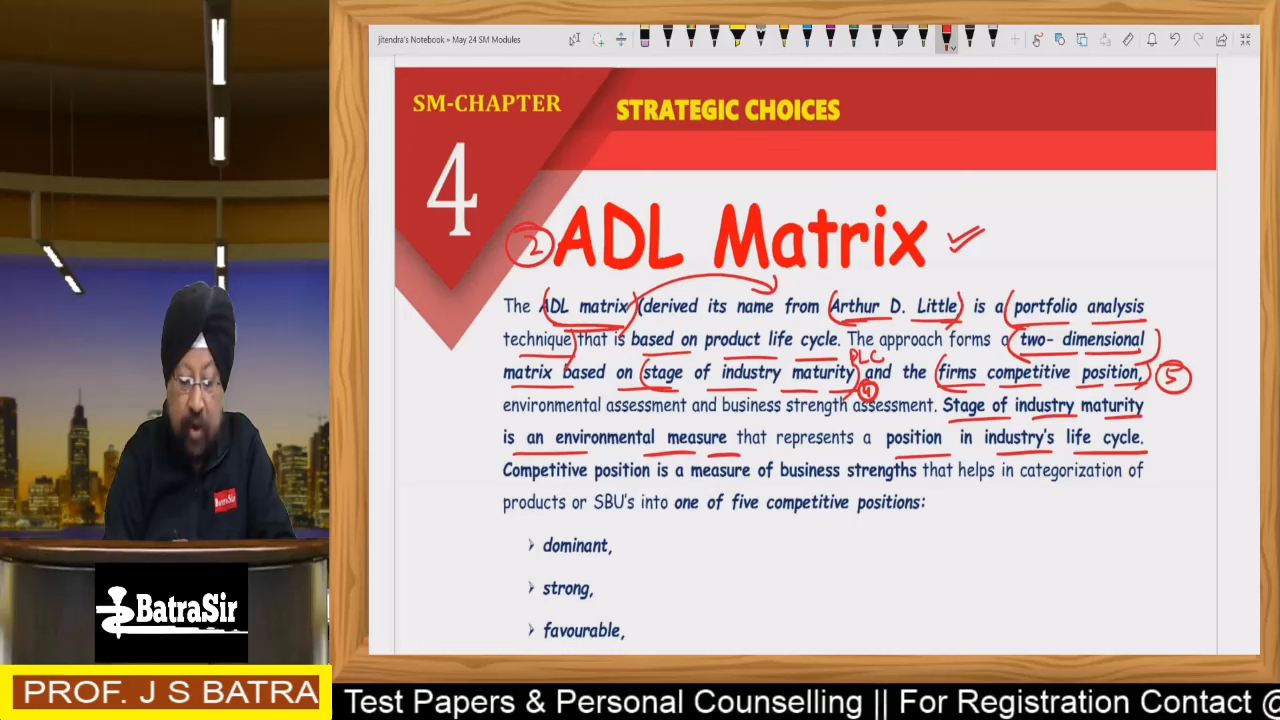 jitendra's Notebook » May 24 SM Modules
SM-CHAPTER
4
STRATEGIC CHOICES
2 ADL Matrix
The ADL matrix (derived its name from Arthur D. Little) is a portfolio analysis
technique that is based on product life cycle. The approach forms a two- dimensional
PLC
matrix based on stage of industry maturity and the firms competitive position, 5
4
environmental assessment and business strength assessment. Stage of industry maturity
is an environmental measure that represents a position in industry's life cycle.
Competitive position is a measure of business strengths that helps in categorization of
products or SBU's into one of five competitive positions:
dominant,
strong,
favourable,
BatraSir
BatraSir
PROF. J S BATRA
Test Papers & Personal Counselling || For Registration Contact @